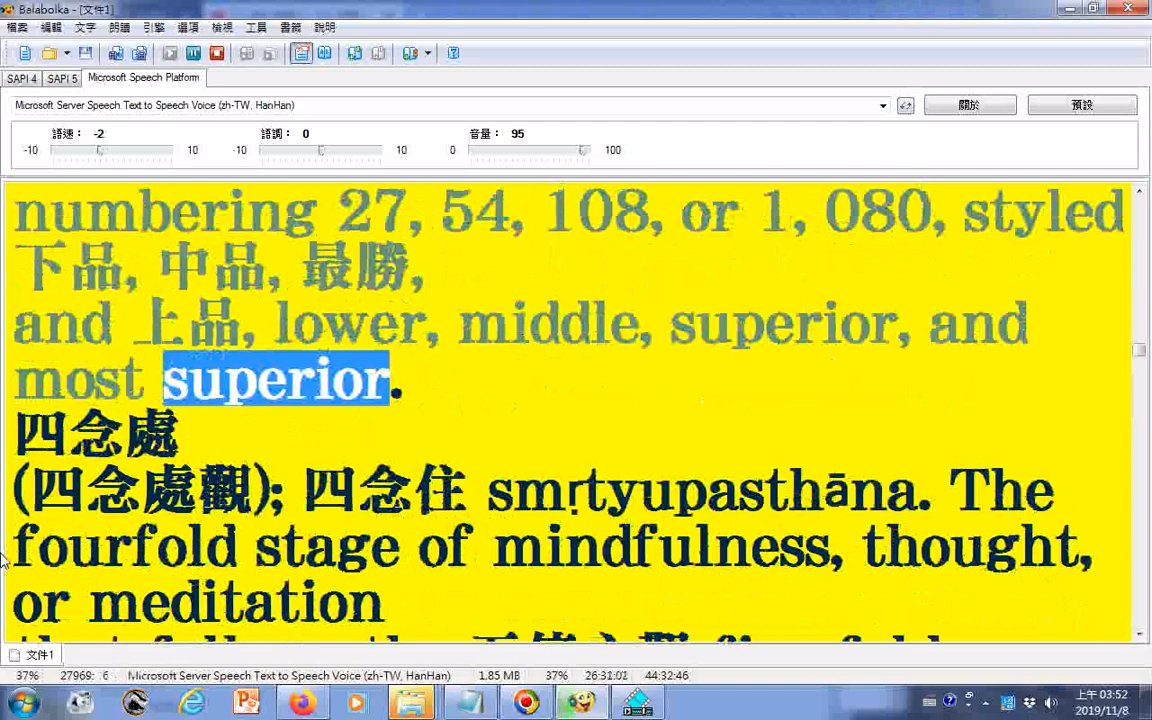 Balabolka - [文件1]
檔案 編輯 文字 朗讀 引擎 選項 檢視 工具 書籤 說明
SAPI 4 SAPI 5 Microsoft Speech Platform
Microsoft Server Speech Text to Speech Voice (zh-TW, HanHan) 關於 預設
語速： -2 語調： 0 音量： 95
-10 10 -10 10 0 100
numbering 27, 54, 108, or 1, 080, styled
下品, 中品, 最勝,
and 上品, lower, middle, superior, and
most superior.
四念處
(四念處觀); 四念住 smṛtyupasthāna. The
fourfold stage of mindfulness, thought,
or meditation
文件1
37% 27969: 6 Microsoft Server Speech Text to Speech Voice (zh-TW, HanHan) 1.85 MB 37% 26:31:02 44:32:46
上午 03:52
2019/11/8